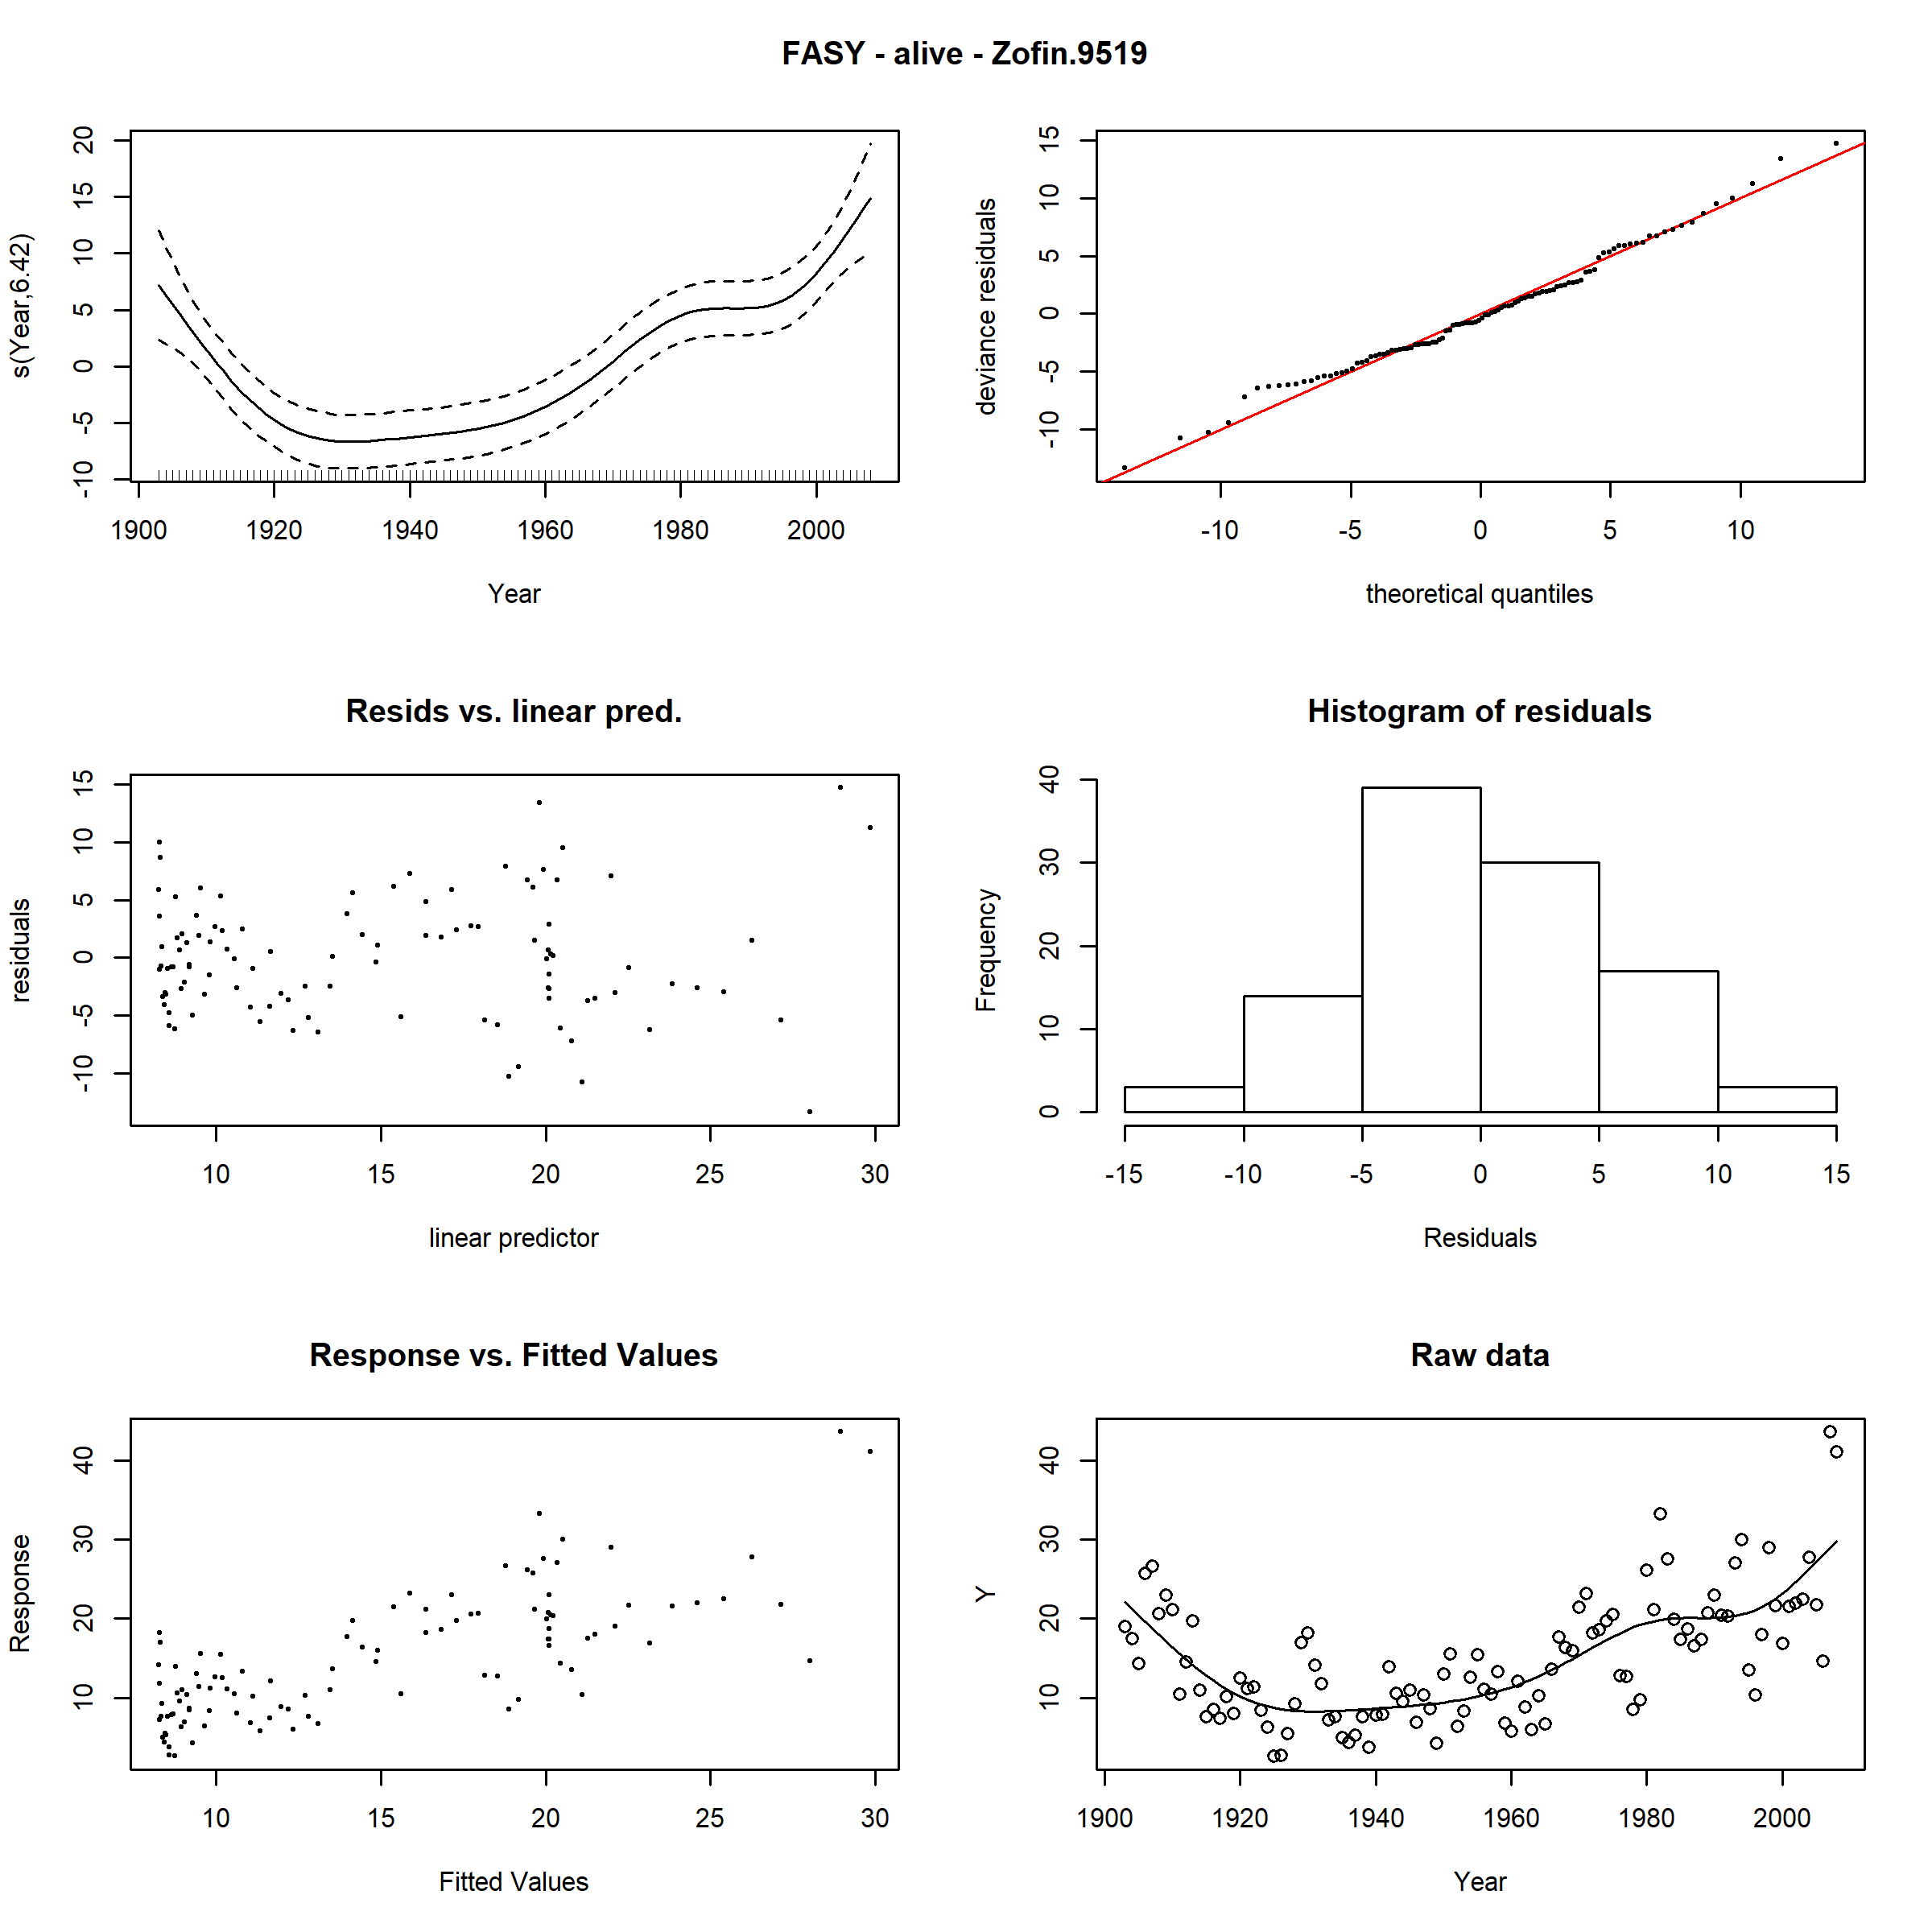 FASY - alive - Zofin.9519
s(Year,6.42)
-10 -5 0 5 10 15 20
1900 1920 1940 1960 1980 2000
Year
deviance residuals
-10 -5 0 5 10 15
-10 -5 0 5 10
theoretical quantiles
Resids vs. linear pred.
residuals
-10 -5 0 5 10 15
10 15 20 25 30
linear predictor
Histogram of residuals
Frequency
0 10 20 30 40
-15 -10 -5 0 5 10 15
Residuals
Response vs. Fitted Values
Response
10 20 30 40
10 15 20 25 30
Fitted Values
Raw data
Y
10 20 30 40
1900 1920 1940 1960 1980 2000
Year